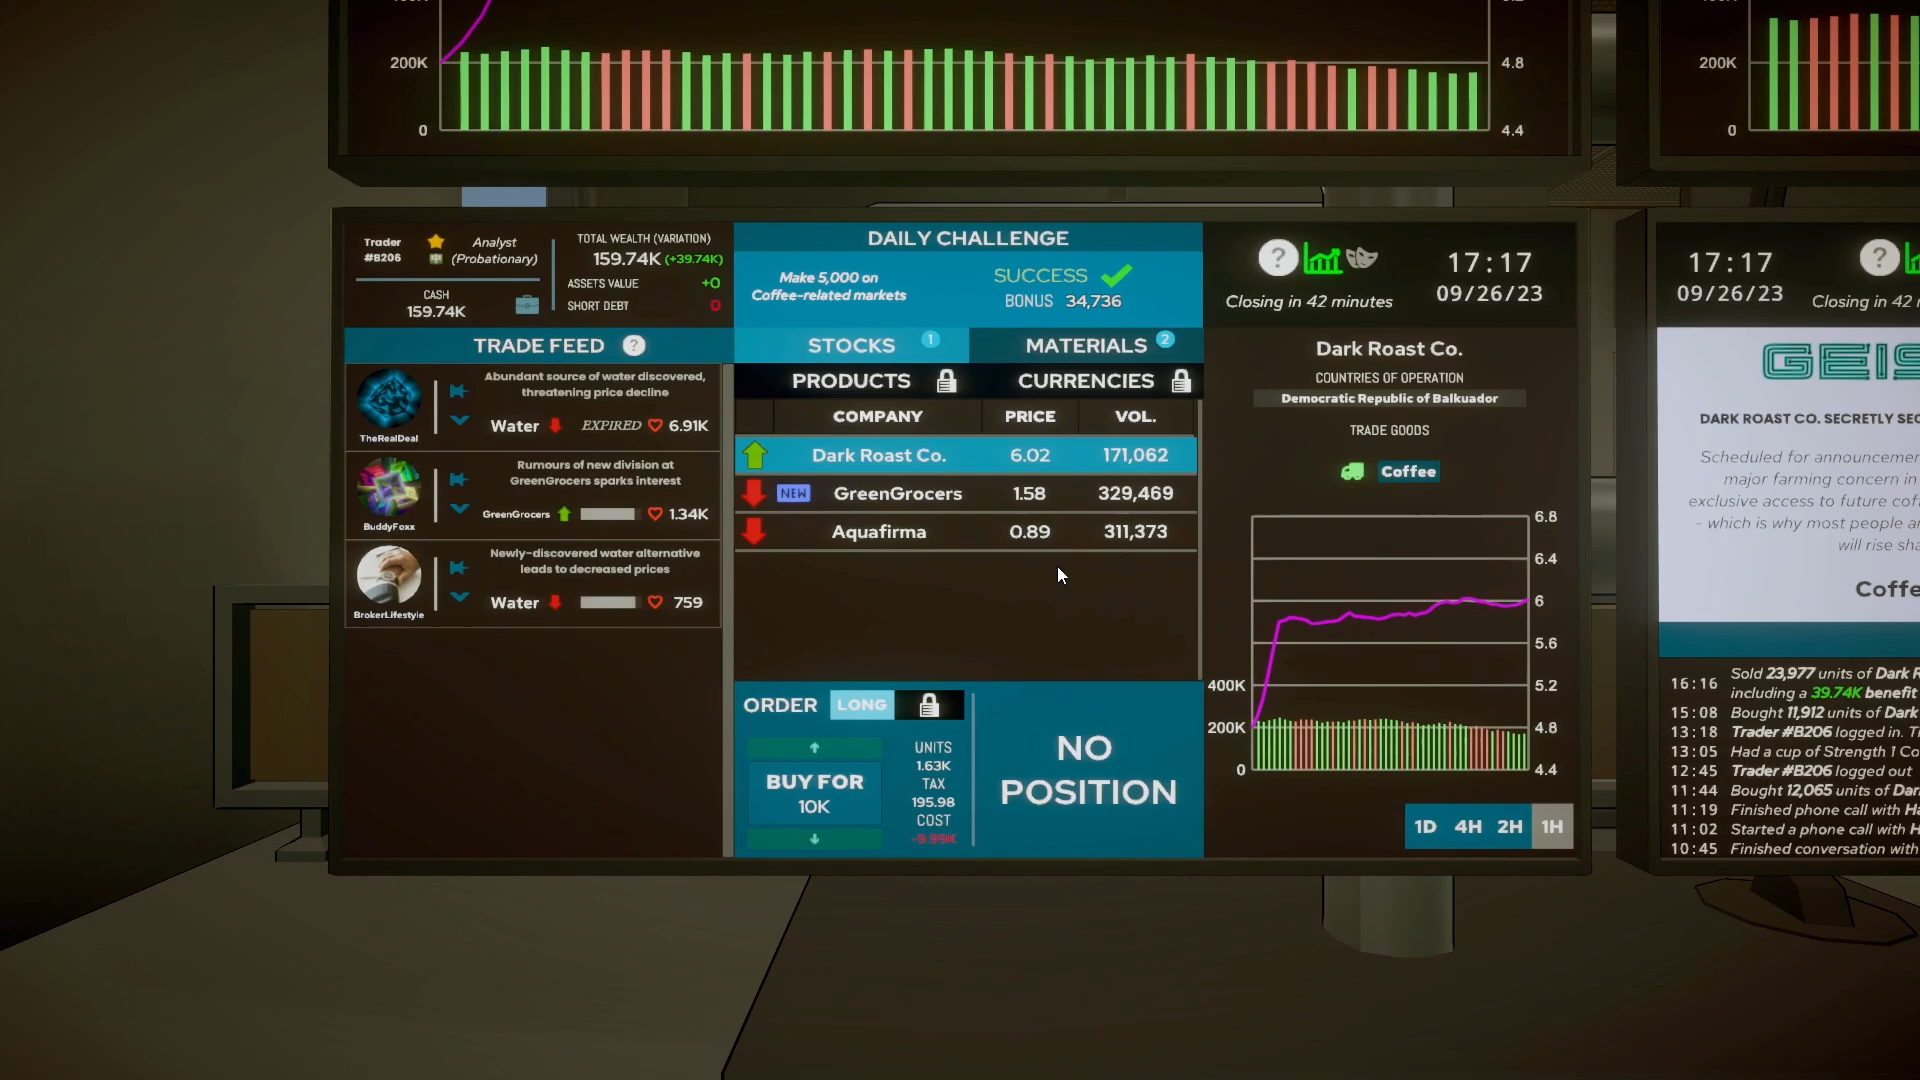 200K
4.8
200K
0
4.4
0
Trader
#B206
Analyst
(Probationary)
CASH
159.74K
TOTAL WEALTH (VARIATION)
159.74K (+39.74K)
ASSETS VALUE +0
SHORT DEBT 0
DAILY CHALLENGE
Make 5,000 on
Coffee-related markets
SUCCESS
BONUS 34,736
?
Closing in 42 minutes
17:17
09/26/23
17:17
09/26/23
?
Closing in 42
TRADE FEED ?
Abundant source of water discovered,
threatening price decline
Water EXPIRED 6.91K
TheRealDeal
Rumours of new division at
GreenGrocers sparks interest
GreenGrocers 1.34K
BuddyFoxx
Newly-discovered water alternative
leads to decreased prices
Water 759
BrokerLifestyle
STOCKS 1
MATERIALS 2
PRODUCTS
CURRENCIES
COMPANY PRICE VOL.
Dark Roast Co. 6.02 171,062
NEW GreenGrocers 1.58 329,469
Aquafirma 0.89 311,373
ORDER LONG
BUY FOR
10K
UNITS
1.63K
TAX
195.98
COST
-9.99K
NO
POSITION
Dark Roast Co.
COUNTRIES OF OPERATION
Democratic Republic of Balkuador
TRADE GOODS
Coffee
6.8
6.4
6
5.6
400K 5.2
200K 4.8
0 4.4
1D 4H 2H 1H
GEIS
DARK ROAST CO. SECRETLY SEC
Scheduled for announcemen
major farming concern in
exclusive access to future cof
- which is why most people a
will rise sha
Coffe
16:16 Sold 23,977 units of Dark R
including a 39.74K benefit
15:08 Bought 11,912 units of Dark
13:18 Trader #B206 logged in. Ti
13:05 Had a cup of Strength 1 Co
12:45 Trader #B206 logged out
11:44 Bought 12,065 units of Dar
11:19 Finished phone call with Ha
11:02 Started a phone call with H
10:45 Finished conversation with